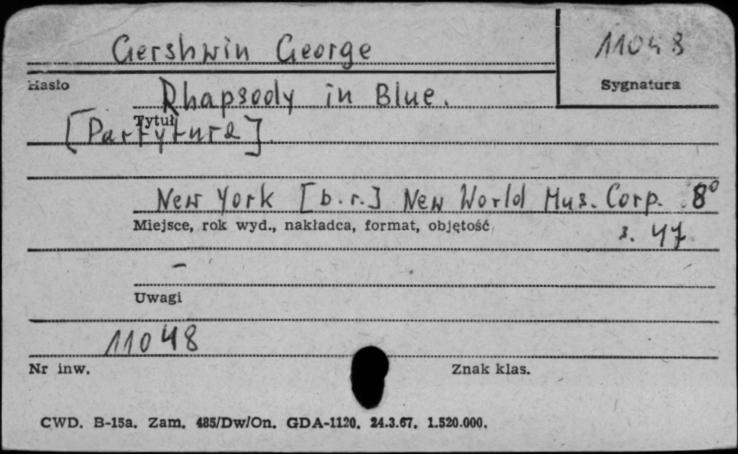 Gershwin George 11048
Hasło Sygnatura
Rhapsody in Blue.
Tytuł
[Partytura]
New York [b.r.] New World Mus. Corp. 8°
Miejsce, rok wyd., nakładca, format, objętość
s. 47
-
Uwagi
11048
Nr inw. Znak klas.
CWD. B-15a. Zam. 485/Dw/On. GDA-1120. 24.3.67. 1.520.000.